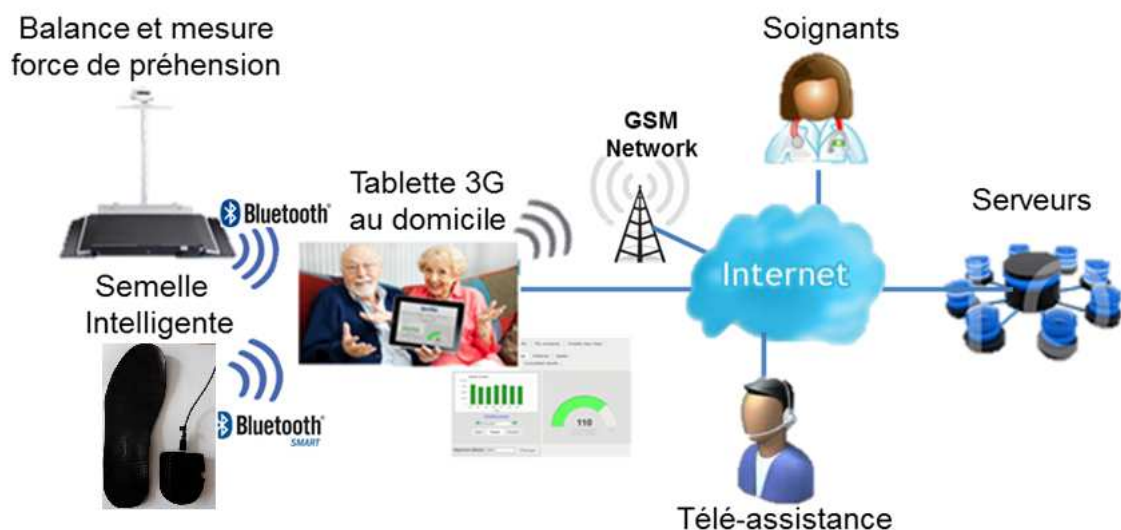 Balance et mesure
force de préhension
Bluetooth®
Semelle
Intelligente
Bluetooth®
SMART
Tablette 3G
au domicile
110
GSM
Network
Soignants
Internet
Serveurs
Télé-assistance